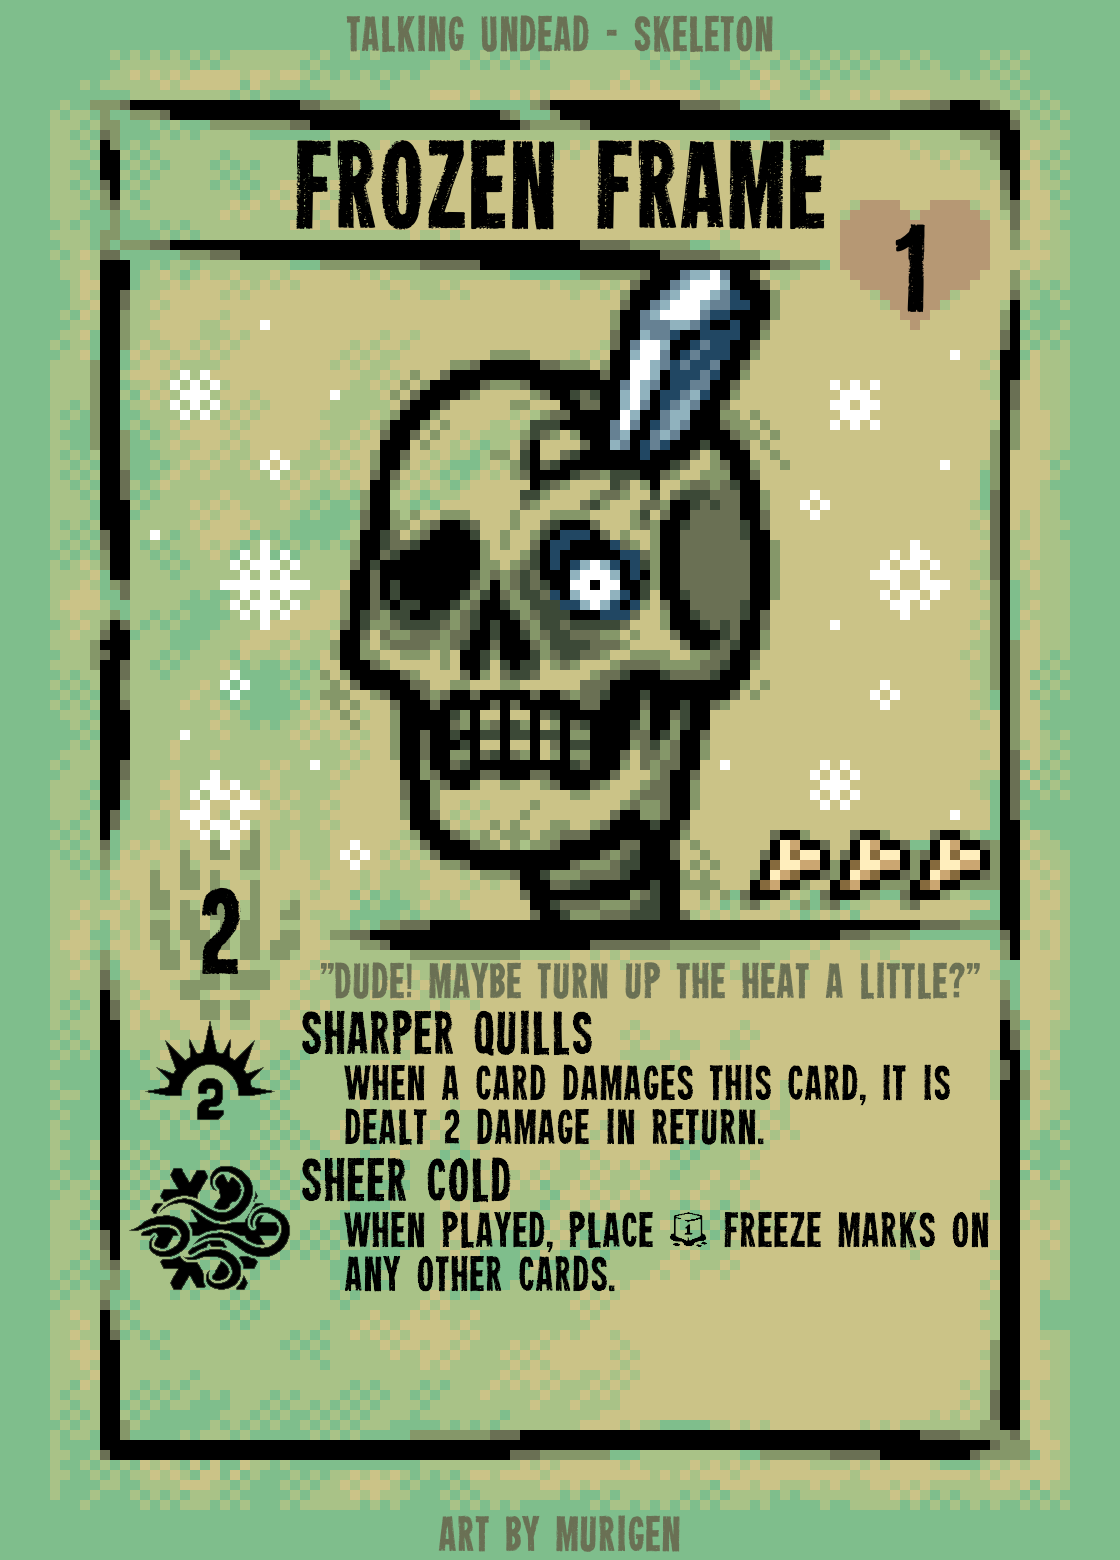 TALKING UNDEAD - SKELETON
FROZEN FRAME
1
2
"DUDE! MAYBE TURN UP THE HEAT A LITTLE?"
SHARPER QUILLS
2
WHEN A CARD DAMAGES THIS CARD, IT IS
DEALT 2 DAMAGE IN RETURN.
SHEER COLD
WHEN PLAYED, PLACE 1 FREEZE MARKS ON
ANY OTHER CARDS.
ART BY MURIGEN